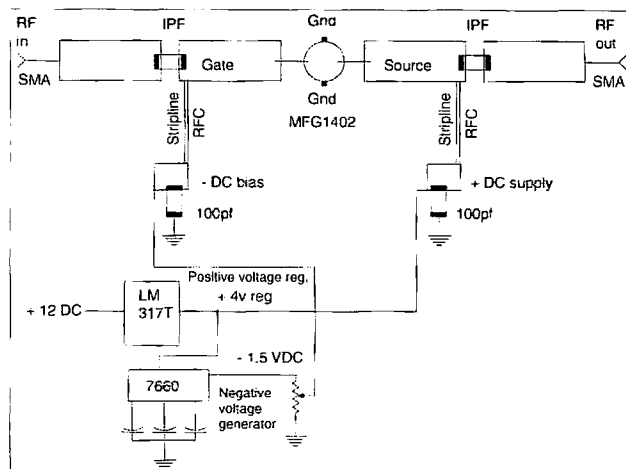 RF
in
IPF
Gnd
IPF
RF
out
SMA
Gate
Source
SMA
Gnd
MFG1402
Stripline
RFC
Stripline
RFC
- DC bias
+ DC supply
100pf
100pf
Positive voltage reg,
+ 4v reg
LM
317T
+ 12 DC
- 1.5 VDC
7660
Negative
voltage
generator